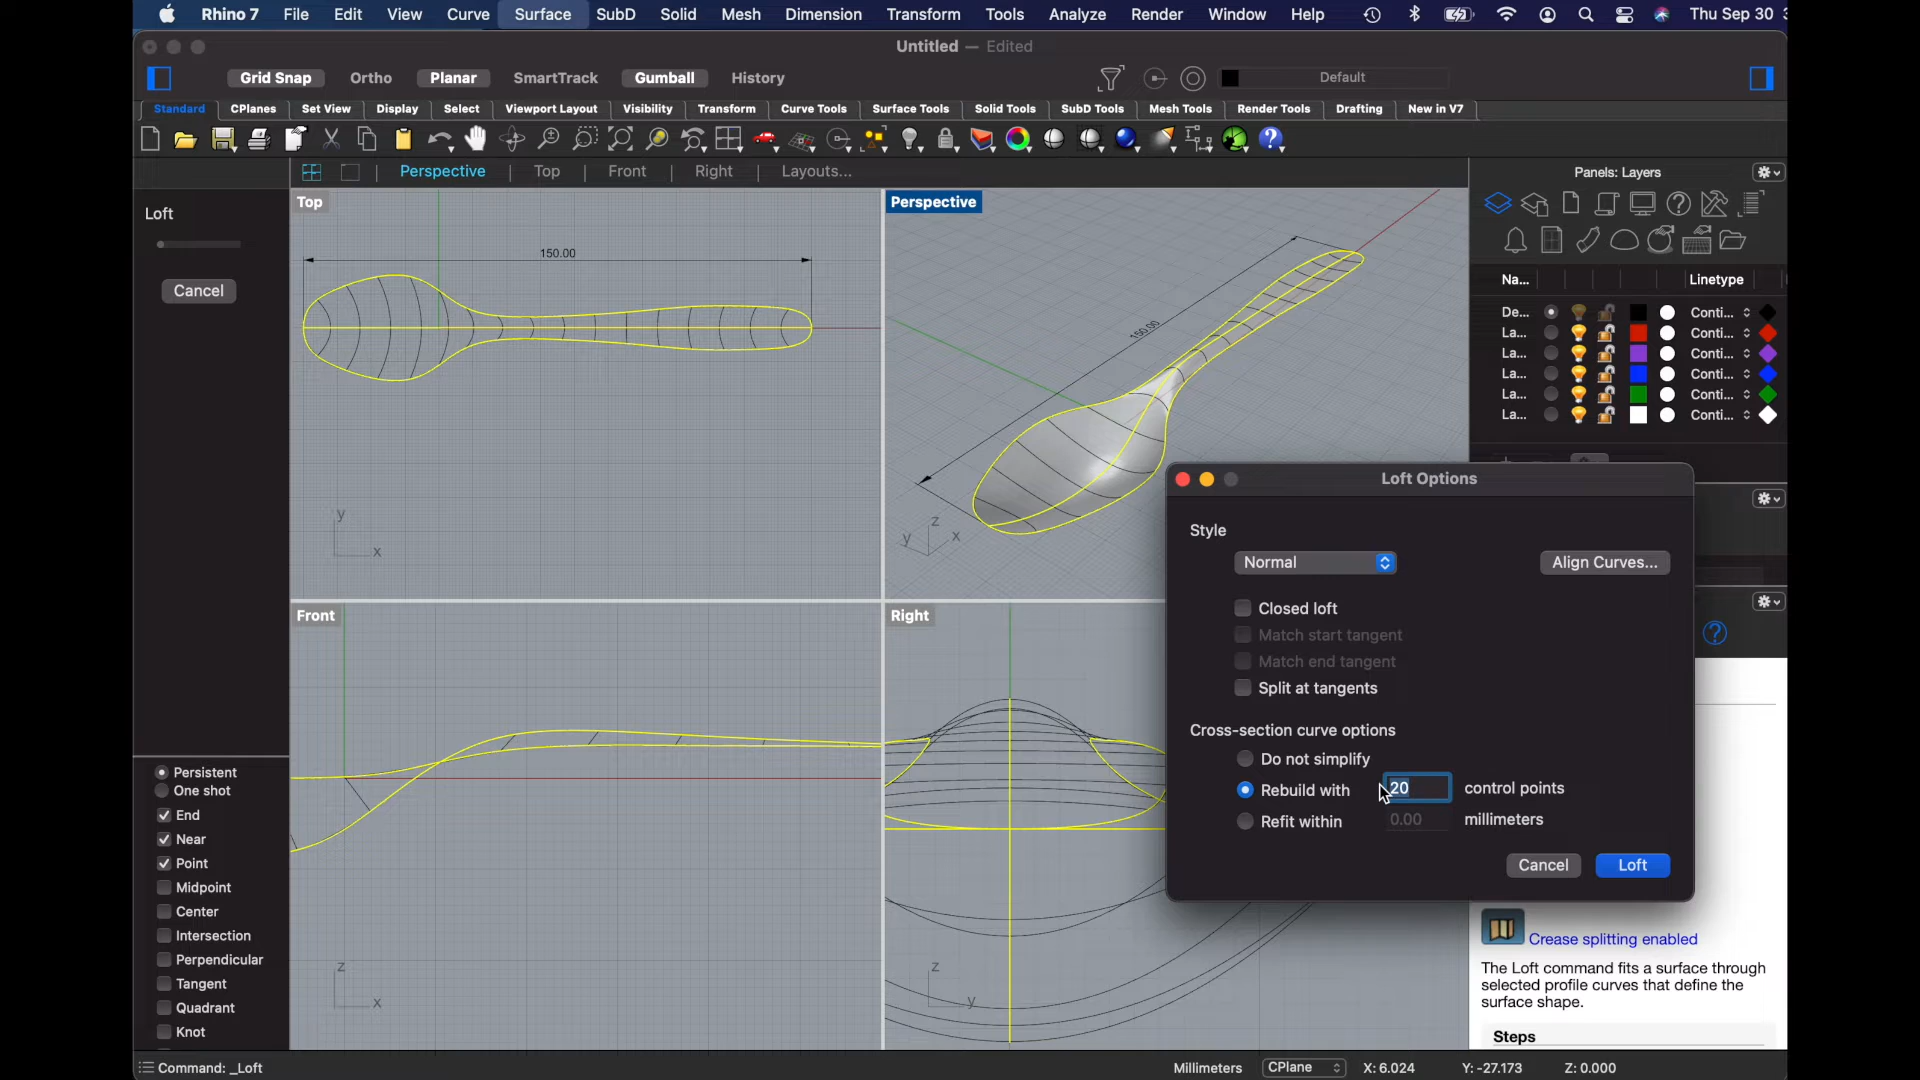 Rhino 7 File Edit View Curve Surface SubD Solid Mesh Dimension Transform Tools Analyze Render Window Help Thu Sep 30
Untitled — Edited
Grid Snap Ortho Planar SmartTrack Gumball History Default
Standard CPlanes Set View Display Select Viewport Layout Visibility Transform Curve Tools Surface Tools Solid Tools SubD Tools Mesh Tools Render Tools Drafting New in V7
Perspective Top Front Right Layouts...
Panels: Layers
Loft
Cancel
Top
150.00
y
x
Perspective
150.00
z
y
x
Na... Linetype
De... Conti...
La... Conti...
La... Conti...
La... Conti...
La... Conti...
La... Conti...
Front
z
x
Right
z
y
Loft Options
Style
Normal Align Curves...
Closed loft
Match start tangent
Match end tangent
Split at tangents
Cross-section curve options
Do not simplify
Rebuild with 20 control points
Refit within 0.00 millimeters
Cancel Loft
Persistent
One shot
End
Near
Point
Midpoint
Center
Intersection
Perpendicular
Tangent
Quadrant
Knot
Crease splitting enabled
The Loft command fits a surface through
selected profile curves that define the
surface shape.
Steps
Command: _Loft
Millimeters CPlane X: 6.024 Y: -27.173 Z: 0.000